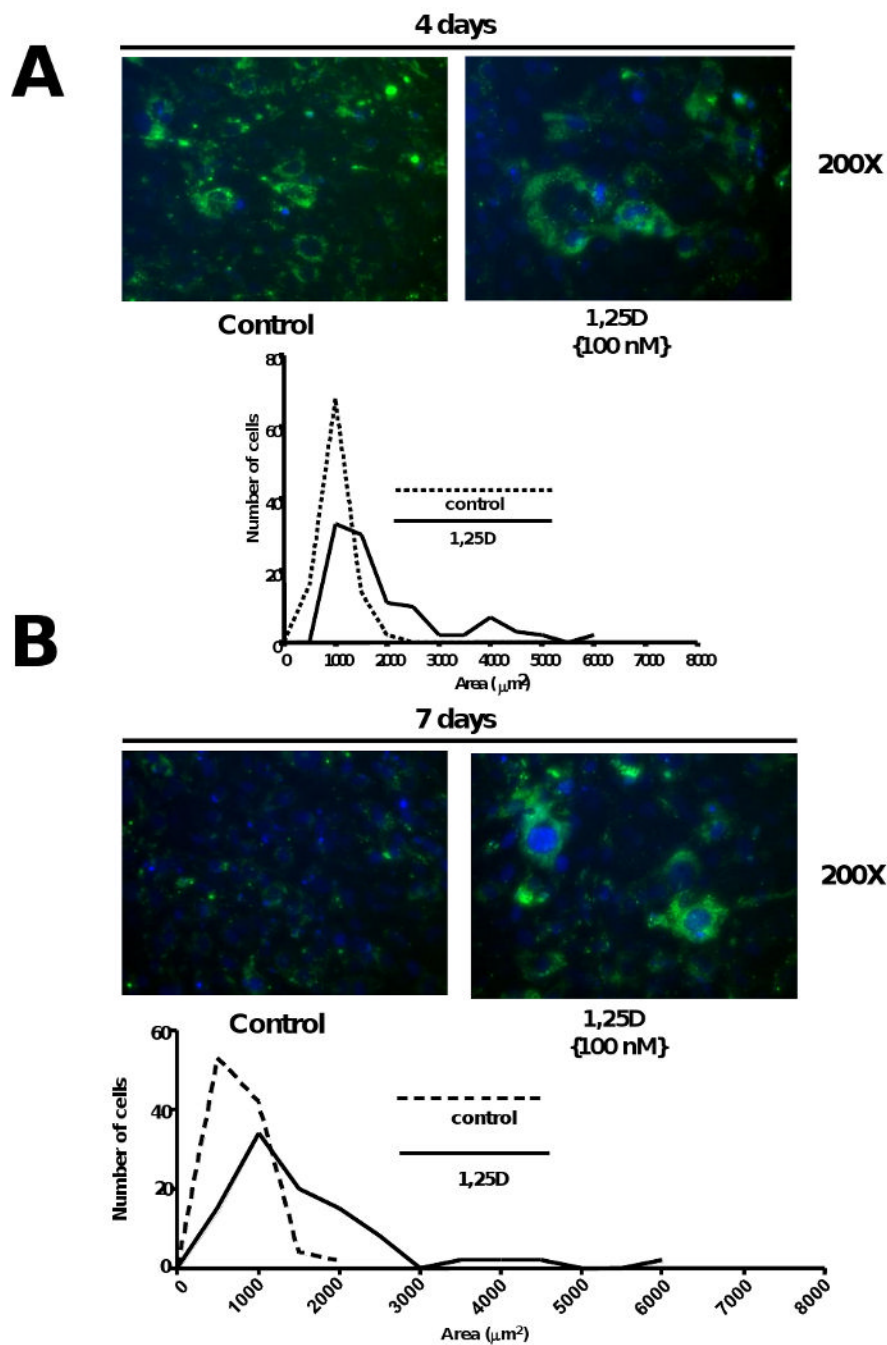 4 days
A
200X
Control
1,25D
{100 nM}
80
60
40
20
0
Number of cells
control
1,25D
0 1000 2000 3000 4000 5000 6000 7000 8000
Area (μm²)
B
7 days
200X
Control
1,25D
{100 nM}
60
40
20
0
Number of cells
control
1,25D
0 1000 2000 3000 4000 5000 6000 7000 8000
Area (μm²)